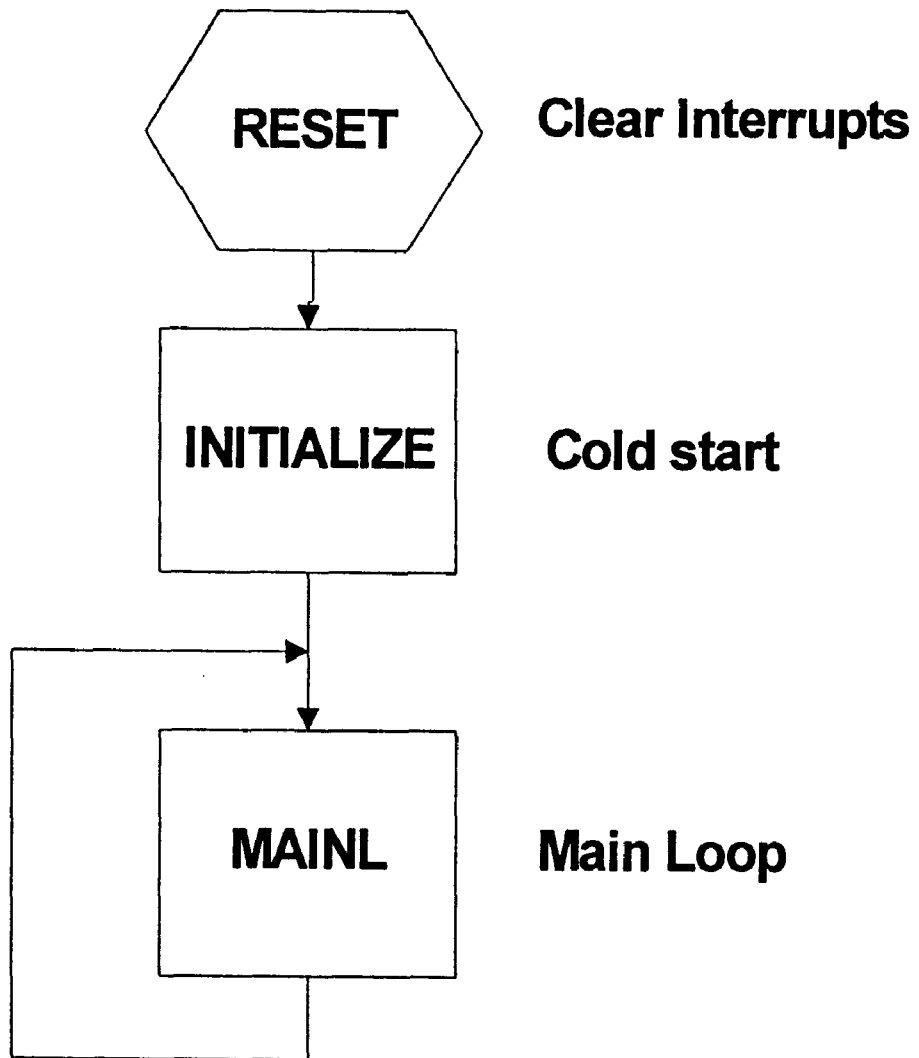 RESET
Clear Interrupts
INITIALIZE
Cold start
MAINL
Main Loop